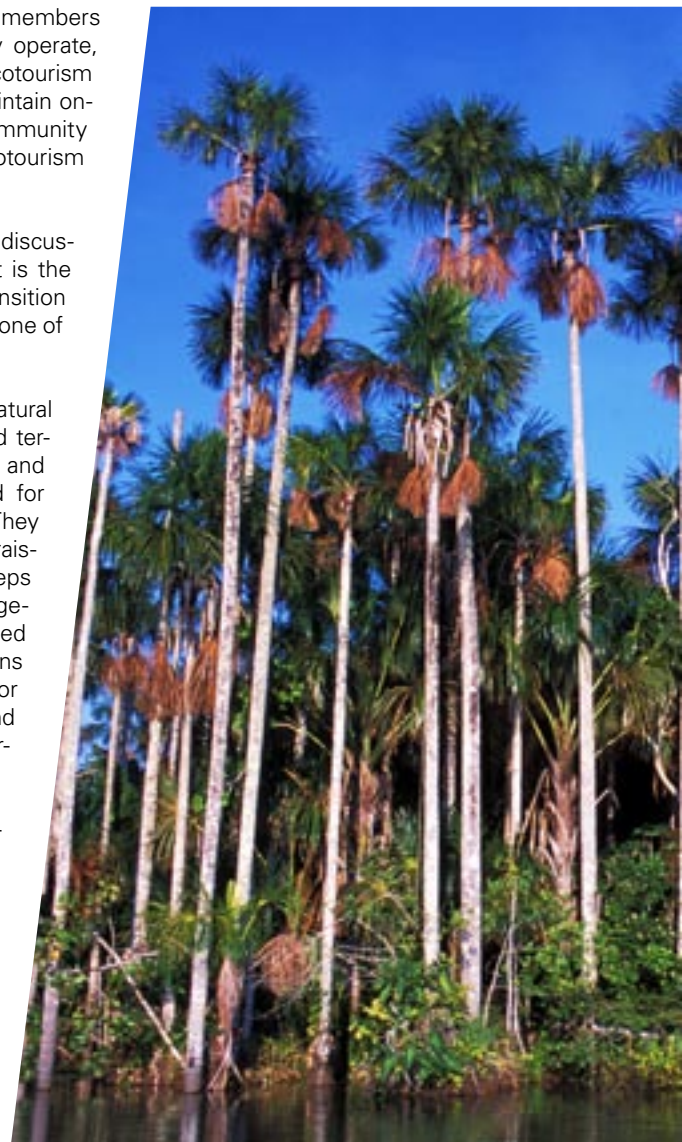 members
y operate,
cotourism
intain on-
mmunity
otourism
discus-
t is the
nsition
one of
atural
d ter-
and
d for
They
rais-
eps
ge-
ed
ns
or
nd
r-